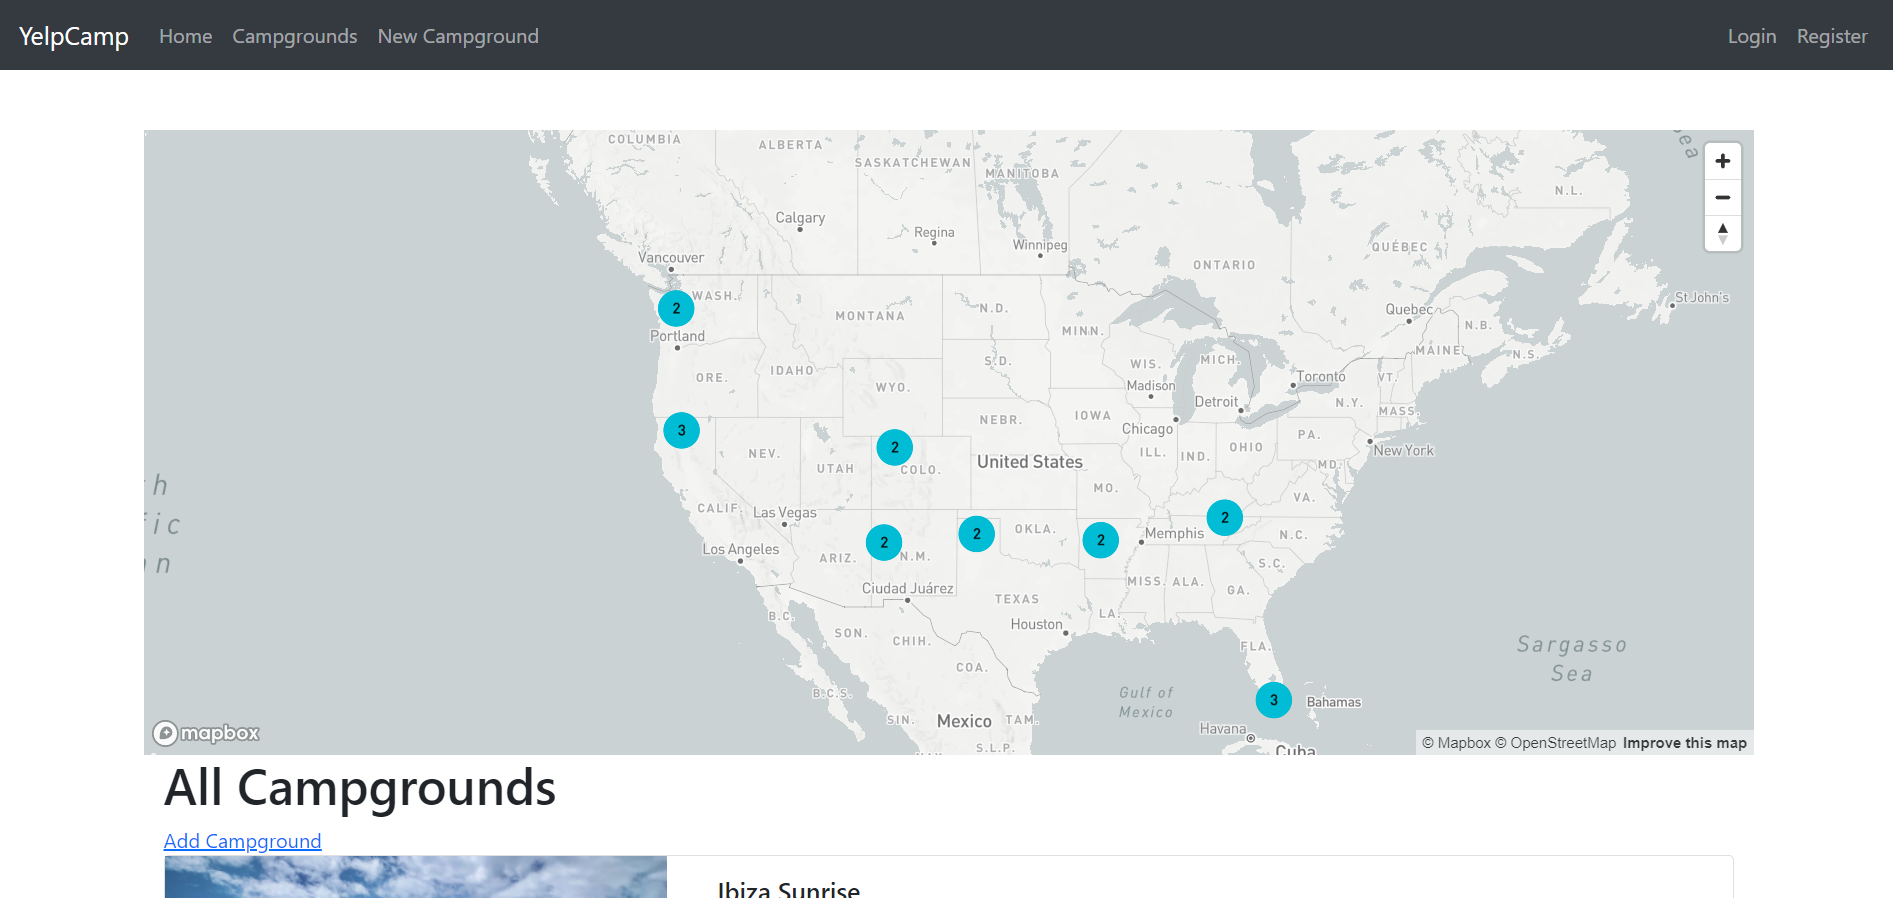 YelpCamp Home Campgrounds New Campground Login Register
COLUMBIA
ALBERTA
SASKATCHEWAN
MANITOBA
Sea
N.L.
Calgary
Regina
Winnipeg
QUÉBEC
ONTARIO
Vancouver
WASH.
2
St John's
MONTANA
N.D.
Quebec
N.B.
MINN.
Portland
MAINE
N.S.
S.D.
WIS.
MICH.
ORE.
IDAHO
WYO.
Toronto
VT.
Madison
Detroit
N.Y.
MASS.
NEBR.
IOWA
Chicago
3
2
PA.
New York
NEV.
UTAH
COLO.
United States
ILL.
IND.
OHIO
MD.
h
fic
n
MO.
VA.
CALIF.
Las Vegas
2
OKLA.
2
2
Memphis
2
N.C.
Los Angeles
ARIZ.
N.M.
S.C.
Ciudad Juárez
TEXAS
MISS.
ALA.
GA.
B.C.
LA.
Houston
SON.
CHIH.
FLA.
COA.
Sargasso
Sea
B.C.S.
Gulf of
Mexico
3
Bahamas
SIN.
Mexico
TAM.
Havana
S.L.P.
Cuba
mapbox
© Mapbox © OpenStreetMap Improve this map
All Campgrounds
Add Campground
Ibiza Sunrise